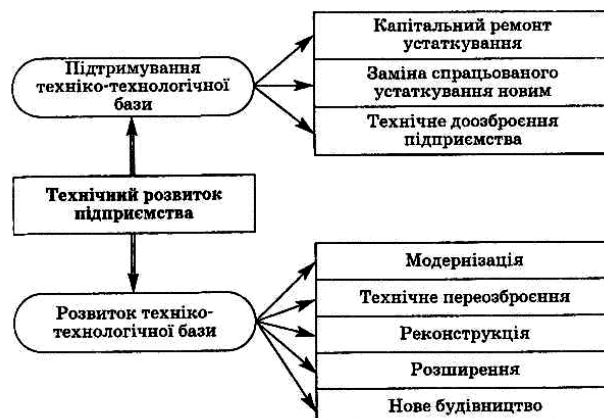 Підтримування
техніко-технологічної
бази
Капітальний ремонт
устаткування
Заміна спрацьованого
устаткування новим
Технічне доозброєння
підприємства
Технічний розвиток
підприємства
Розвиток техніко-
технологічної бази
Модернізація
Технічне переозброєння
Реконструкція
Розширення
Нове будівництво